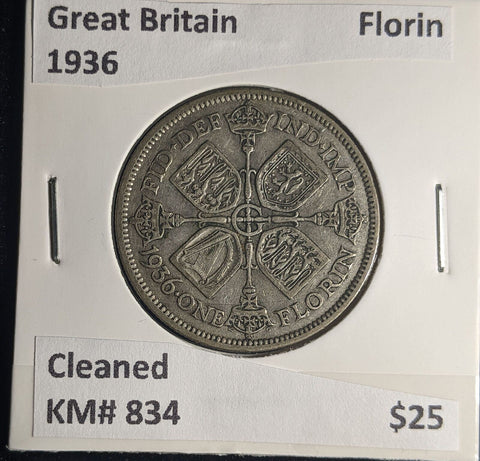 Great Britain Florin
1936
FID·DEF IND·IMP
1936·ONE FLORIN
Cleaned
KM# 834 $25